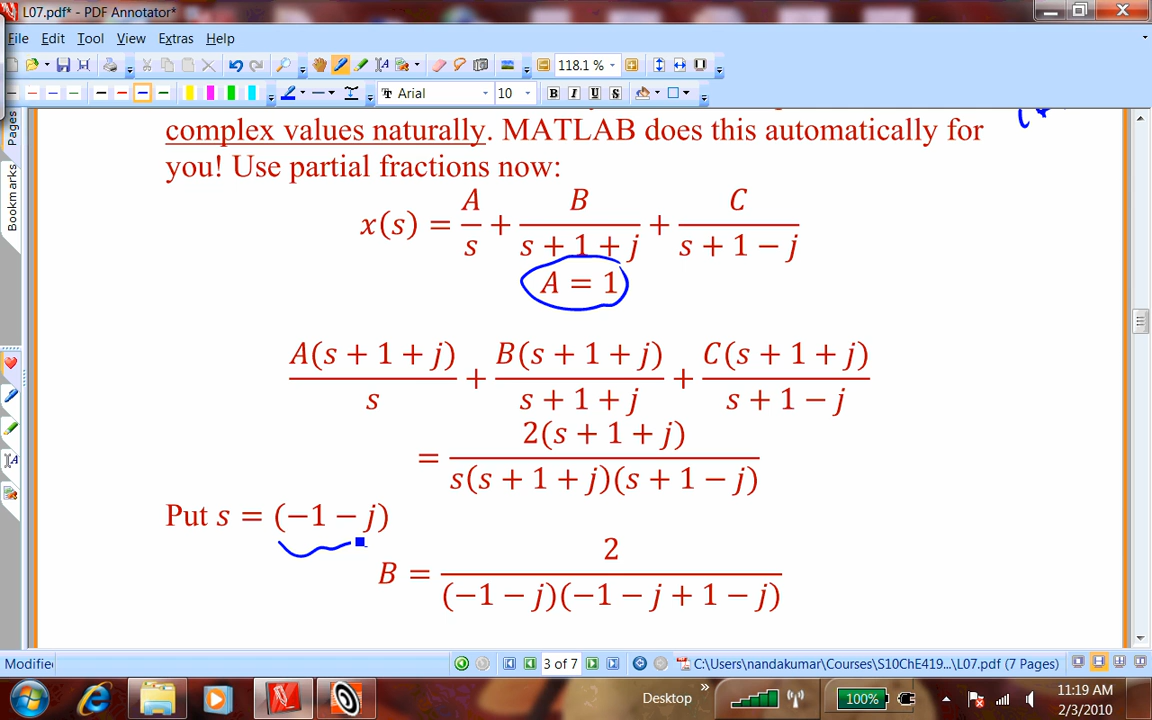 L07.pdf* - PDF Annotator*
File Edit Tool View Extras Help
118.1 %
Arial 10 B I U S
Pages
Bookmarks
complex values naturally. MATLAB does this automatically for
you! Use partial fractions now:
x(s) = A/s + B/(s + 1 + j) + C/(s + 1 − j)
A = 1
A(s + 1 + j)/s + B(s + 1 + j)/(s + 1 + j) + C(s + 1 + j)/(s + 1 − j)
= 2(s + 1 + j)/(s(s + 1 + j)(s + 1 − j))
Put s = (−1 − j)
B = 2/((−1 − j)(−1 − j + 1 − j))
Modified
3 of 7
C:\Users\nandakumar\Courses\S10ChE419...\L07.pdf (7 Pages)
Desktop »
100%
11:19 AM
2/3/2010